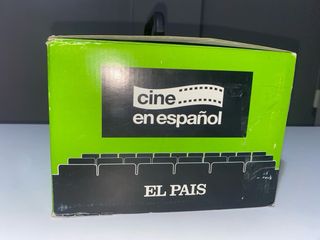 cine
en español
EL PAIS